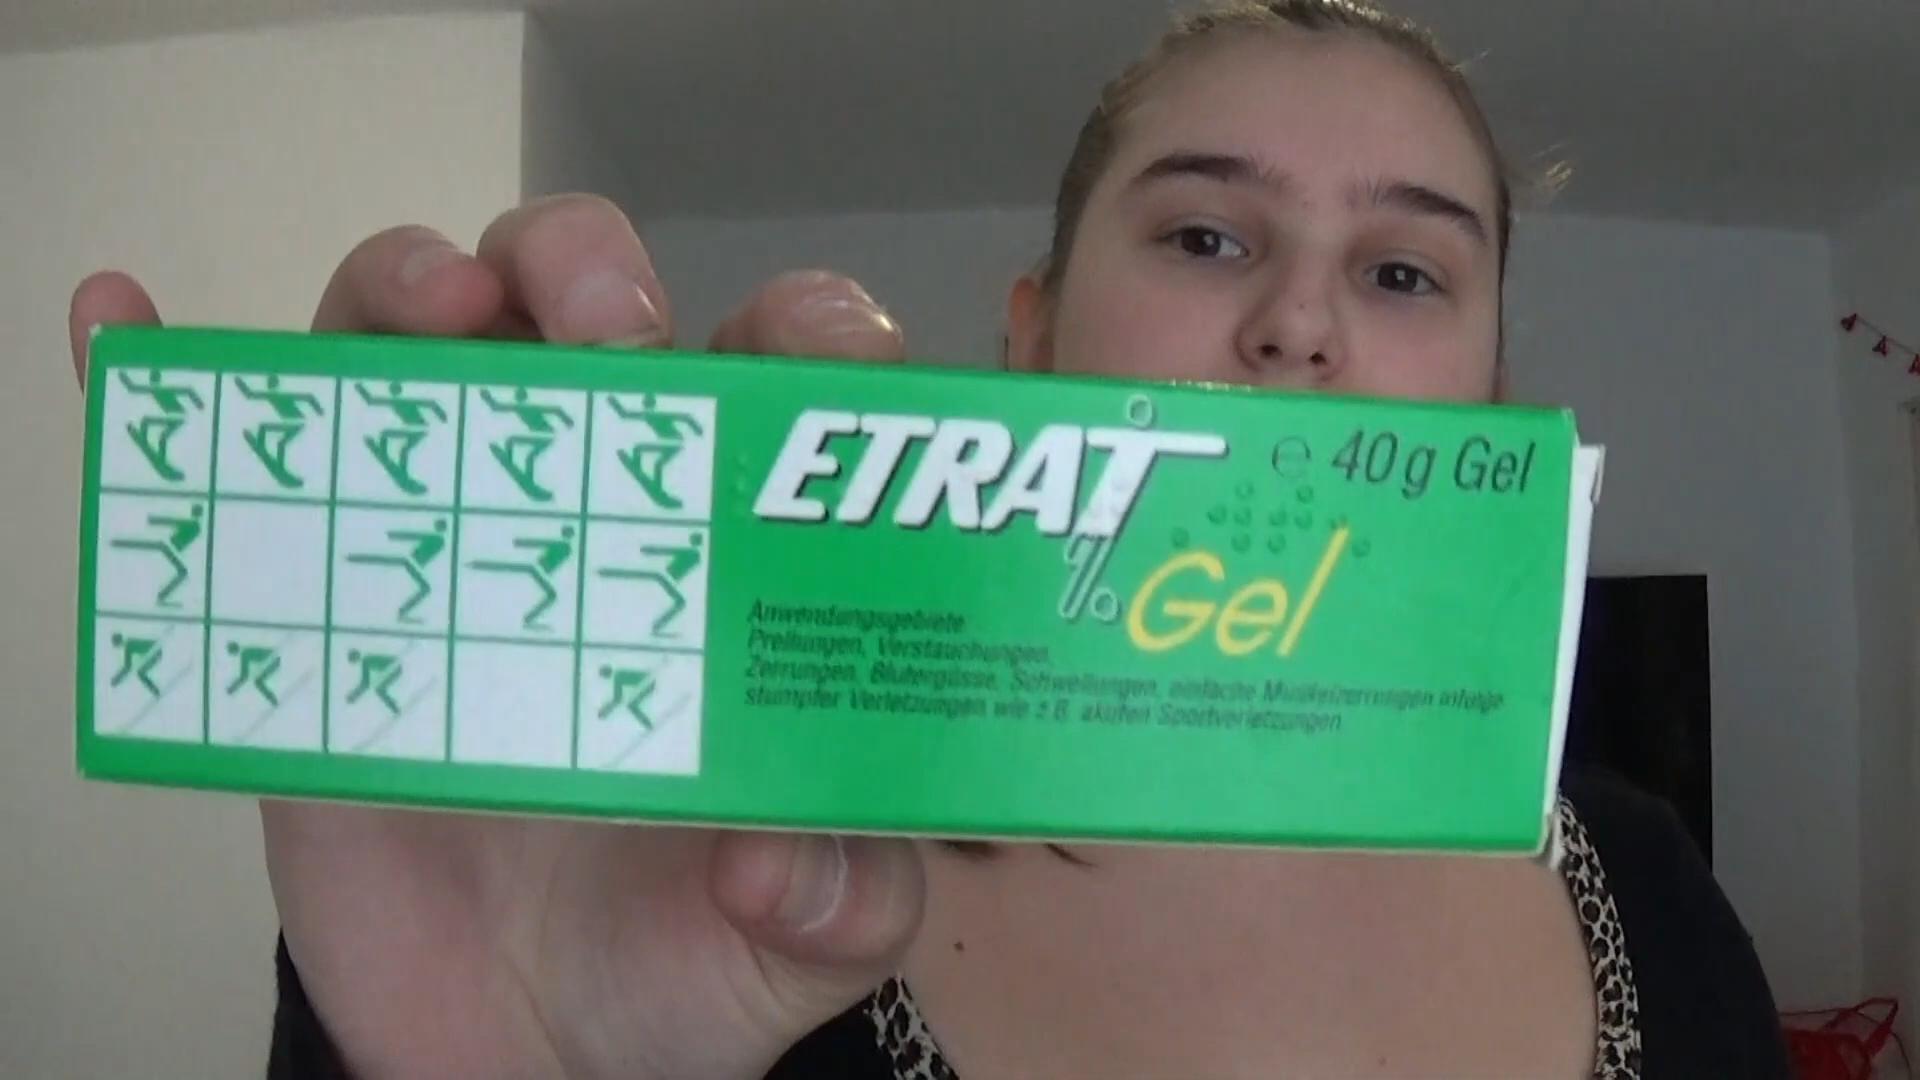 ETRAT
Gel
℮ 40 g Gel
Anwendungsgebiete:
Prellungen, Verstauchungen,
Zerrungen, Blutergüsse, Schwellungen, einfache Muskelzerrungen infolge
stumpfer Verletzungen wie z.B. akuten Sportverletzungen